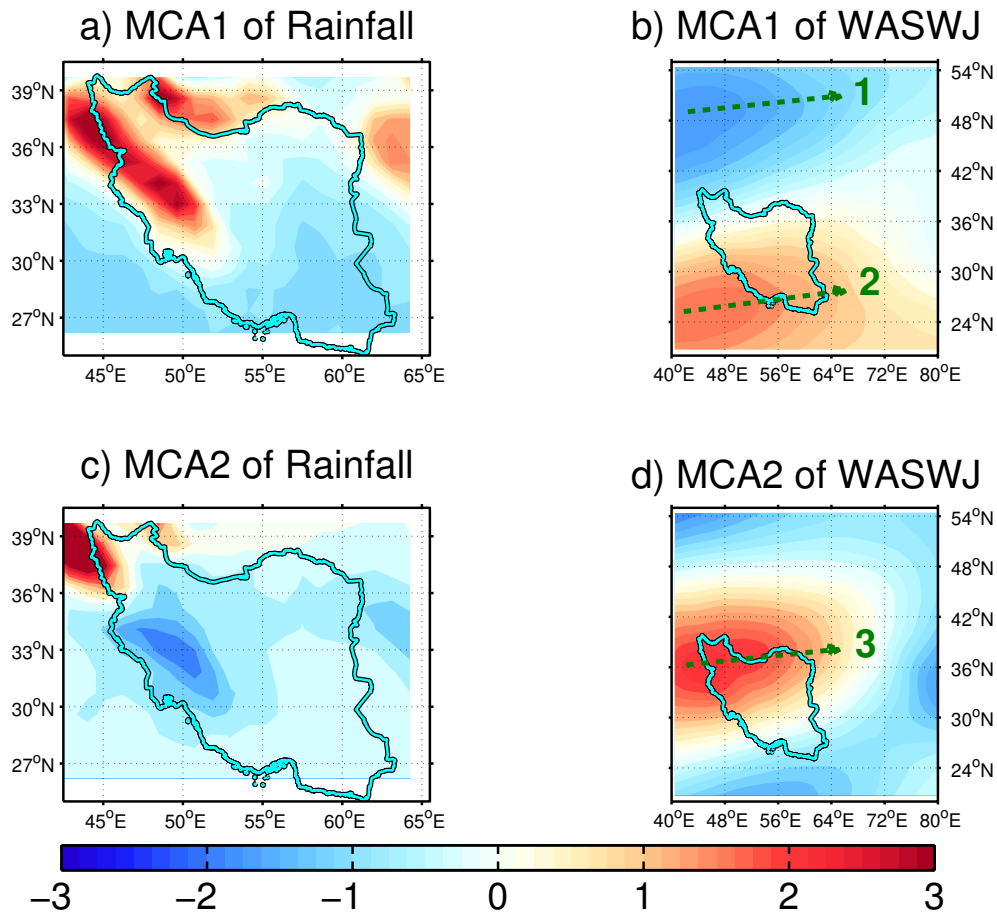 a) MCA1 of Rainfall
39°N
36°N
33°N
30°N
27°N
45°E 50°E 55°E 60°E 65°E
b) MCA1 of WASWJ
1
2
54°N
48°N
42°N
36°N
30°N
24°N
40°E 48°E 56°E 64°E 72°E 80°E
c) MCA2 of Rainfall
39°N
36°N
33°N
30°N
27°N
45°E 50°E 55°E 60°E 65°E
d) MCA2 of WASWJ
3
54°N
48°N
42°N
36°N
30°N
24°N
40°E 48°E 56°E 64°E 72°E 80°E
−3 −2 −1 0 1 2 3